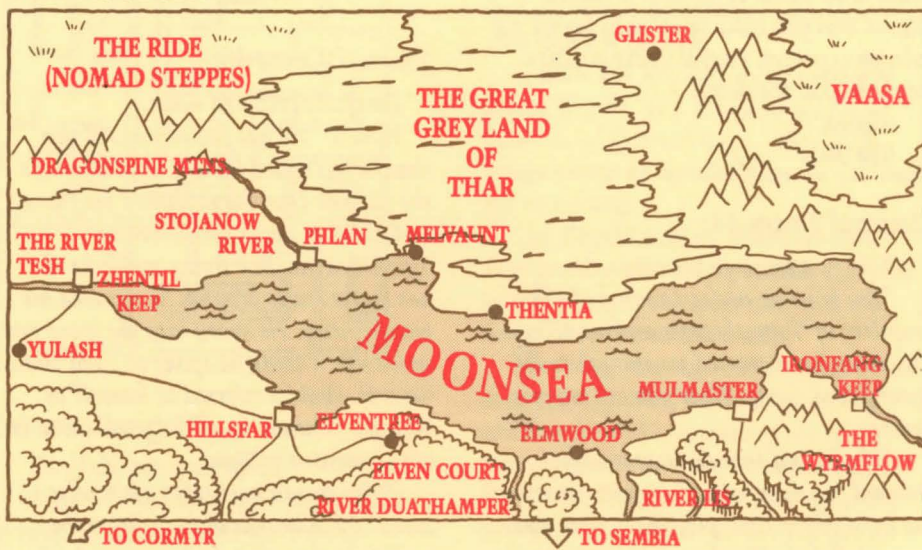 THE RIDE
(NOMAD STEPPES)
GLISTER
THE GREAT
GREY LAND
OF
THAR
VAASA
DRAGONSPINE MTNS.
STOJANOW
RIVER
PHLAN
MELVAUNT
THE RIVER
TESH
ZHENTIL
KEEP
THENTIA
YULASH
MOONSEA
MULMASTER
IRONFANG
KEEP
HILLSFAR
ELVENTREE
ELMWOOD
THE
WYRMFLOW
ELVEN COURT
RIVER DUATHAMPER
RIVER LIS
TO CORMYR
TO SEMBIA